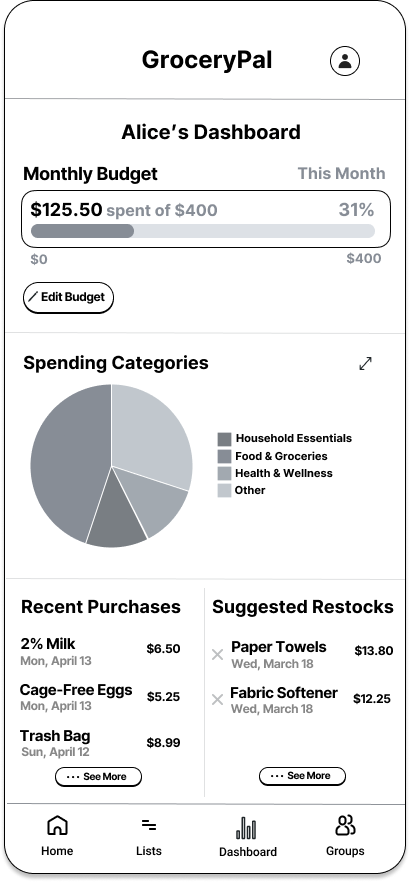 GroceryPal
Alice's Dashboard
Monthly Budget
This Month
$125.50 spent of $400
31%
$0
$400
Edit Budget
Spending Categories
Household Essentials
Food & Groceries
Health & Wellness
Other
Recent Purchases
2% Milk
$6.50
Mon, April 13
Cage-Free Eggs
$5.25
Mon, April 13
Trash Bag
$8.99
Sun, April 12
··· See More
Suggested Restocks
Paper Towels
$13.80
Wed, March 18
Fabric Softener
$12.25
Wed, March 18
··· See More
Home
Lists
Dashboard
Groups